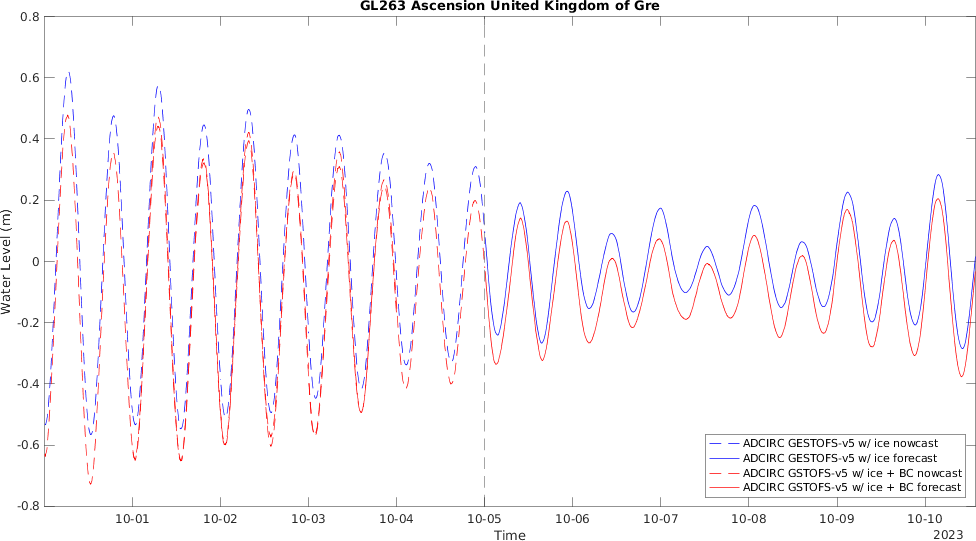 GL263 Ascension United Kingdom of Gre
0.8
0.6
0.4
0.2
0
-0.2
-0.4
-0.6
-0.8
Water Level (m)
10-01 10-02 10-03 10-04 10-05 10-06 10-07 10-08 10-09 10-10
Time
2023
ADCIRC GESTOFS-v5 w/ ice nowcast
ADCIRC GESTOFS-v5 w/ ice forecast
ADCIRC GSTOFS-v5 w/ ice + BC nowcast
ADCIRC GSTOFS-v5 w/ ice + BC forecast